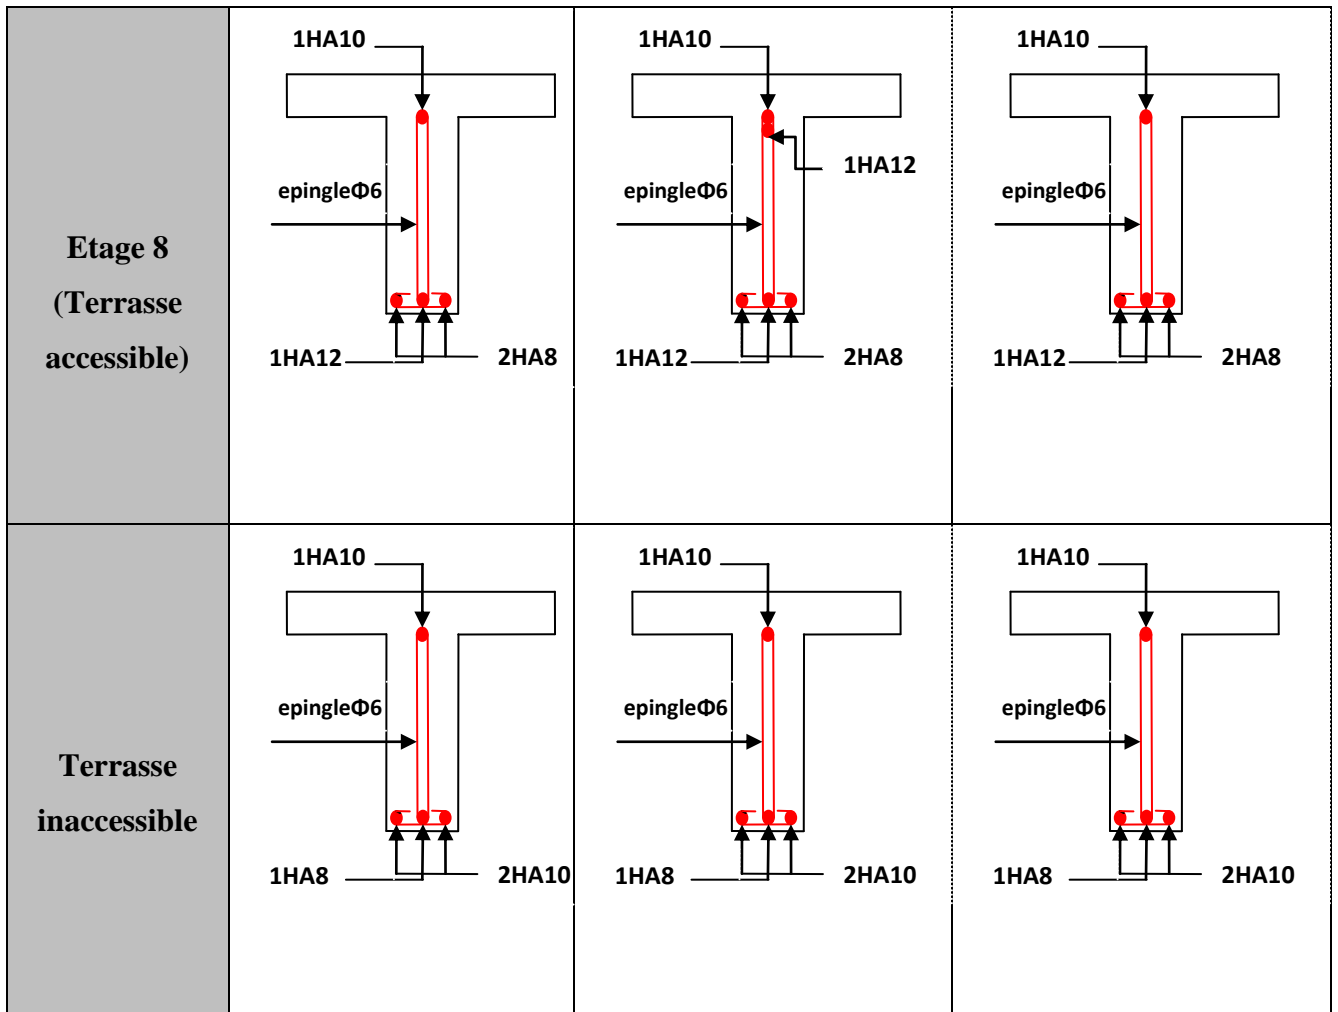 Etage 8
(Terrasse
accessible)
1HA10
epingleΦ6
1HA12
2HA8
1HA10
1HA12
epingleΦ6
1HA12
2HA8
1HA10
epingleΦ6
1HA12
2HA8
Terrasse
inaccessible
1HA10
epingleΦ6
1HA8
2HA10
1HA10
epingleΦ6
1HA8
2HA10
1HA10
epingleΦ6
1HA8
2HA10